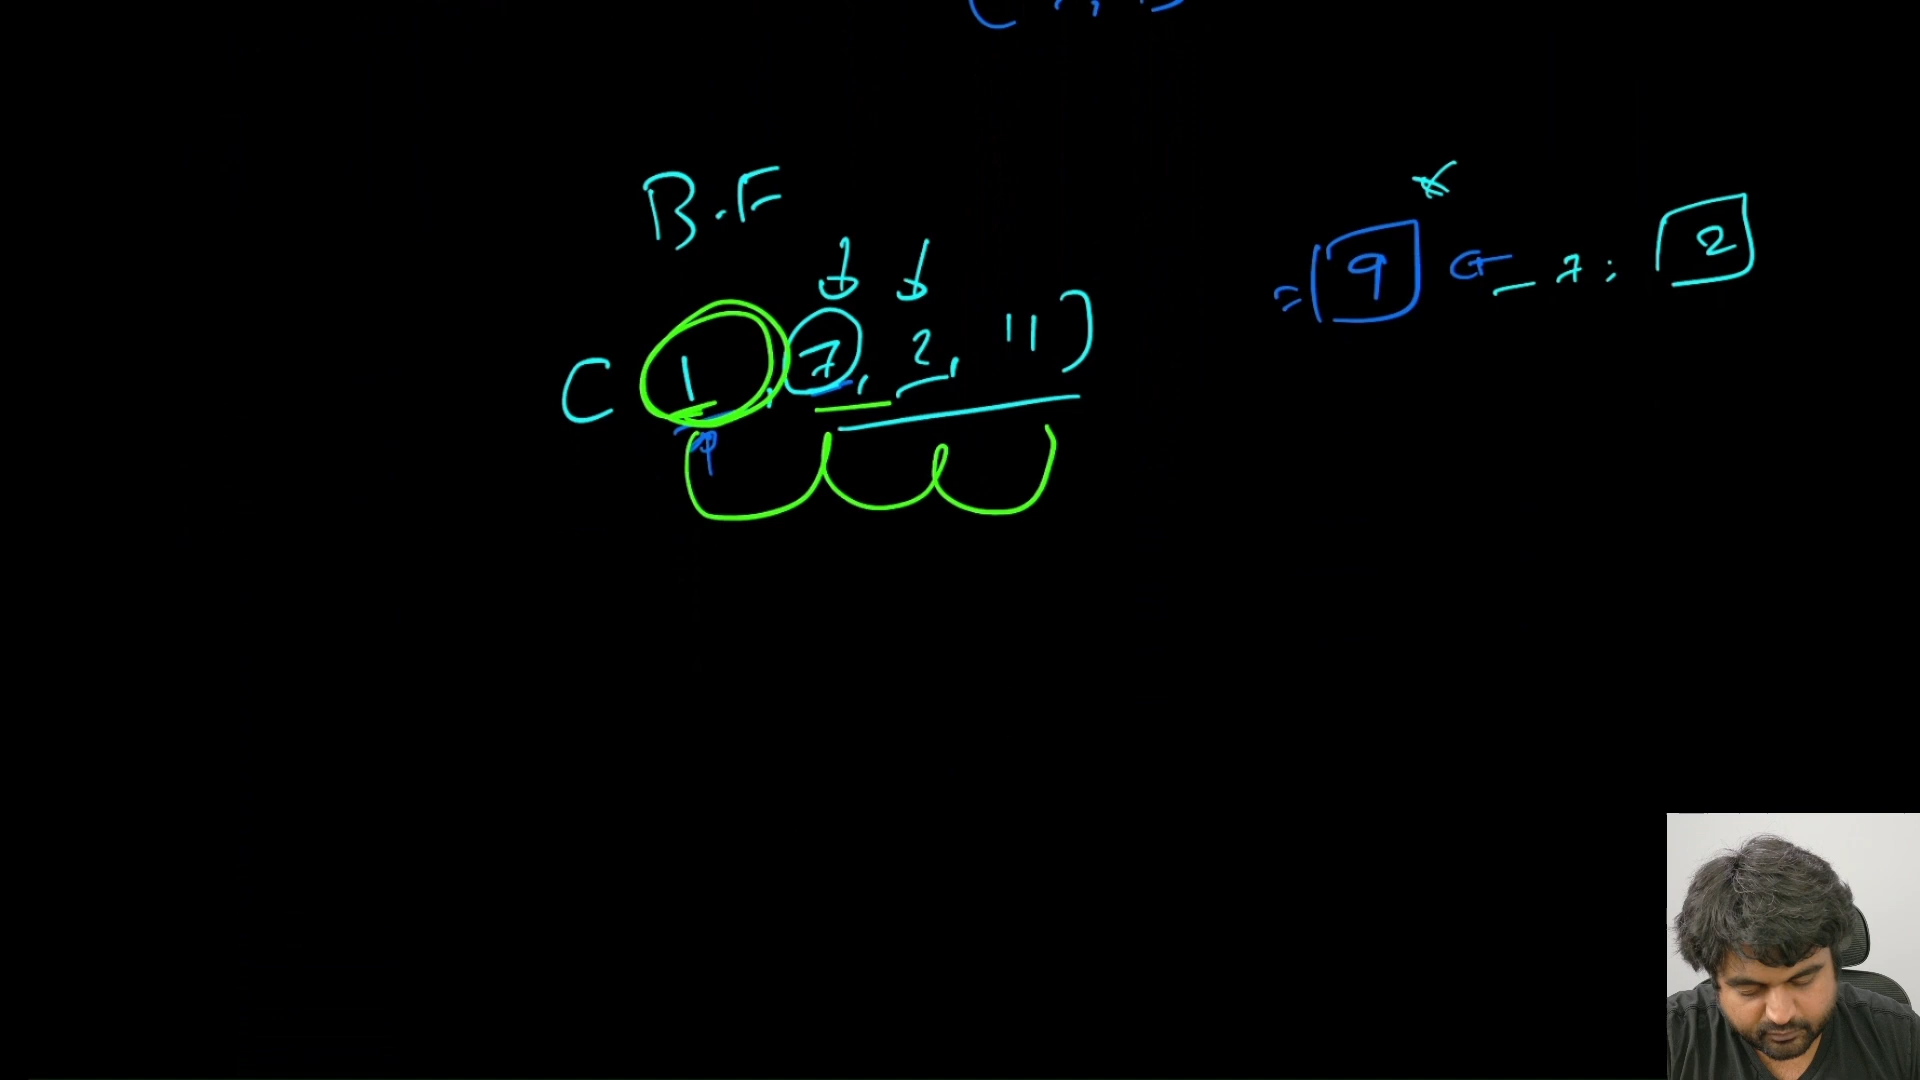 B.F
[1, 7, 2, 11]
= 9 ← - 7 : 2